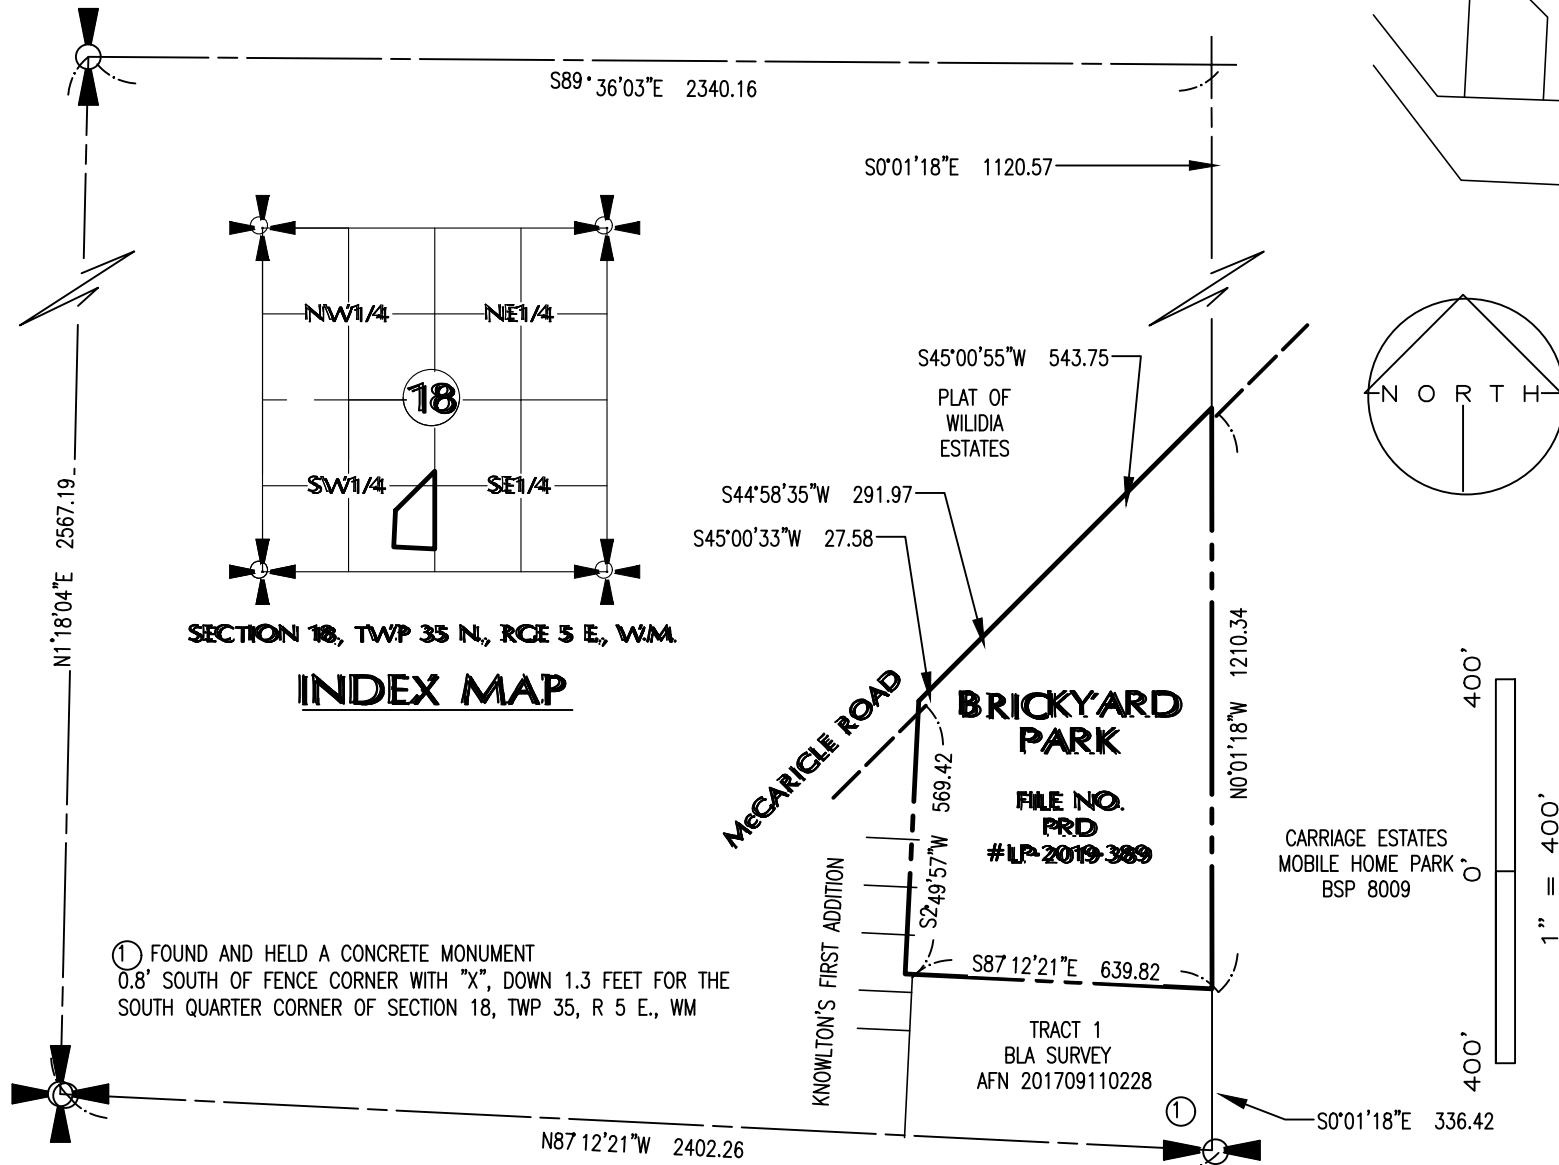 S89°36'03"E 2340.16
S0°01'18"E 1120.57
NW1/4
NE1/4
18
SW1/4
SE1/4
SECTION 18, TWP 35 N., RGE 5 E., W.M.
INDEX MAP
N1°18'04"E 2567.19
S45°00'55"W 543.75
PLAT OF
WILIDIA
ESTATES
S44°58'35"W 291.97
S45°00'33"W 27.58
NORTH
McCARICLE ROAD
BRICKYARD
PARK
FILE NO.
PRD
#LP-2019-389
S2°49'57"W 569.42
N0°01'18"W 1210.34
S87°12'21"E 639.82
KNOWLTON'S FIRST ADDITION
CARRIAGE ESTATES
MOBILE HOME PARK
BSP 8009
400'
0'
400'
1" = 400'
1 FOUND AND HELD A CONCRETE MONUMENT
0.8' SOUTH OF FENCE CORNER WITH "X", DOWN 1.3 FEET FOR THE
SOUTH QUARTER CORNER OF SECTION 18, TWP 35, R 5 E., WM
TRACT 1
BLA SURVEY
AFN 201709110228
1
S0°01'18"E 336.42
N87°12'21"W 2402.26